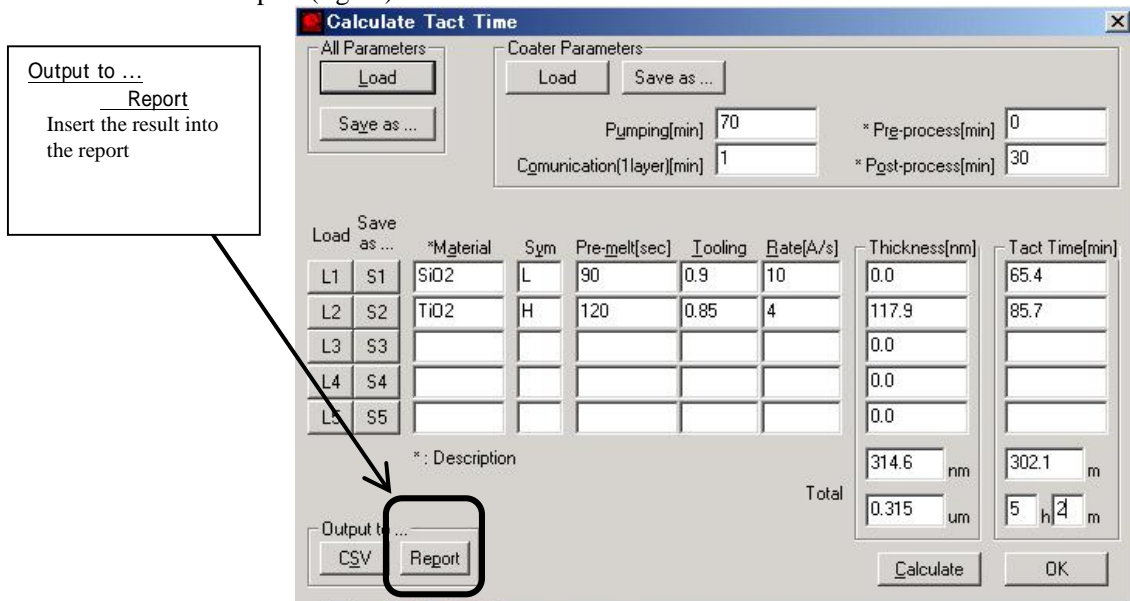 Calculate Tact Time
Output to ...
Report
Insert the result into
the report
All Parameters
Load
Save as ...
Coater Parameters
Load Save as ...
Pumping[min] 70 * Pre-process[min] 0
Comunication(1layer)[min] 1 * Post-process[min] 30
Load Save as ... *Material Sym Pre-melt[sec] Tooling Rate[A/s] Thickness[nm] Tact Time[min]
L1 S1 SiO2 L 90 0.9 10 0.0 65.4
L2 S2 TiO2 H 120 0.85 4 117.9 85.7
L3 S3 0.0
L4 S4 0.0
L5 S5 0.0
* : Description
314.6 nm 302.1 m
Total
0.315 um 5 h 2 m
Output to ...
CSV Report
Calculate OK